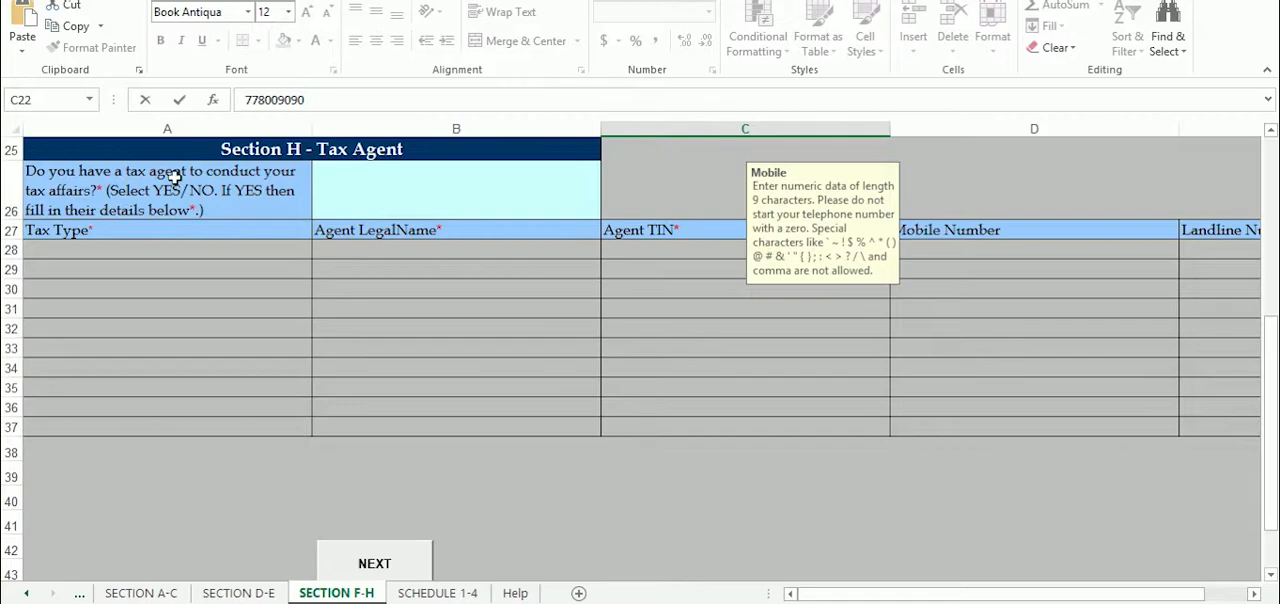 Cut
Book Antiqua
12
Wrap Text
AutoSum
Copy
Fill
Paste
Format Painter
B I U
A
Merge & Center
$ % ,
Conditional Formatting
Format as Table
Cell Styles
Insert
Delete
Format
Clear
Sort & Filter
Find & Select
Clipboard
Font
Alignment
Number
Styles
Cells
Editing
C22
fx
778009090
A B C D
25 Section H - Tax Agent
Do you have a tax agent to conduct your
tax affairs?* (Select YES/NO. If YES then
26 fill in their details below*.)
Mobile
Enter numeric data of length
9 characters. Please do not
start your telephone number
with a zero. Special
characters like ` ~ ! $ % ^ * ( )
@ # & ' " { } ; : < > ? / \ and
comma are not allowed.
27 Tax Type* Agent LegalName* Agent TIN* Mobile Number Landline Nu
28
29
30
31
32
33
34
35
36
37
38
39
40
41
42
43
NEXT
... SECTION A-C SECTION D-E SECTION F-H SCHEDULE 1-4 Help